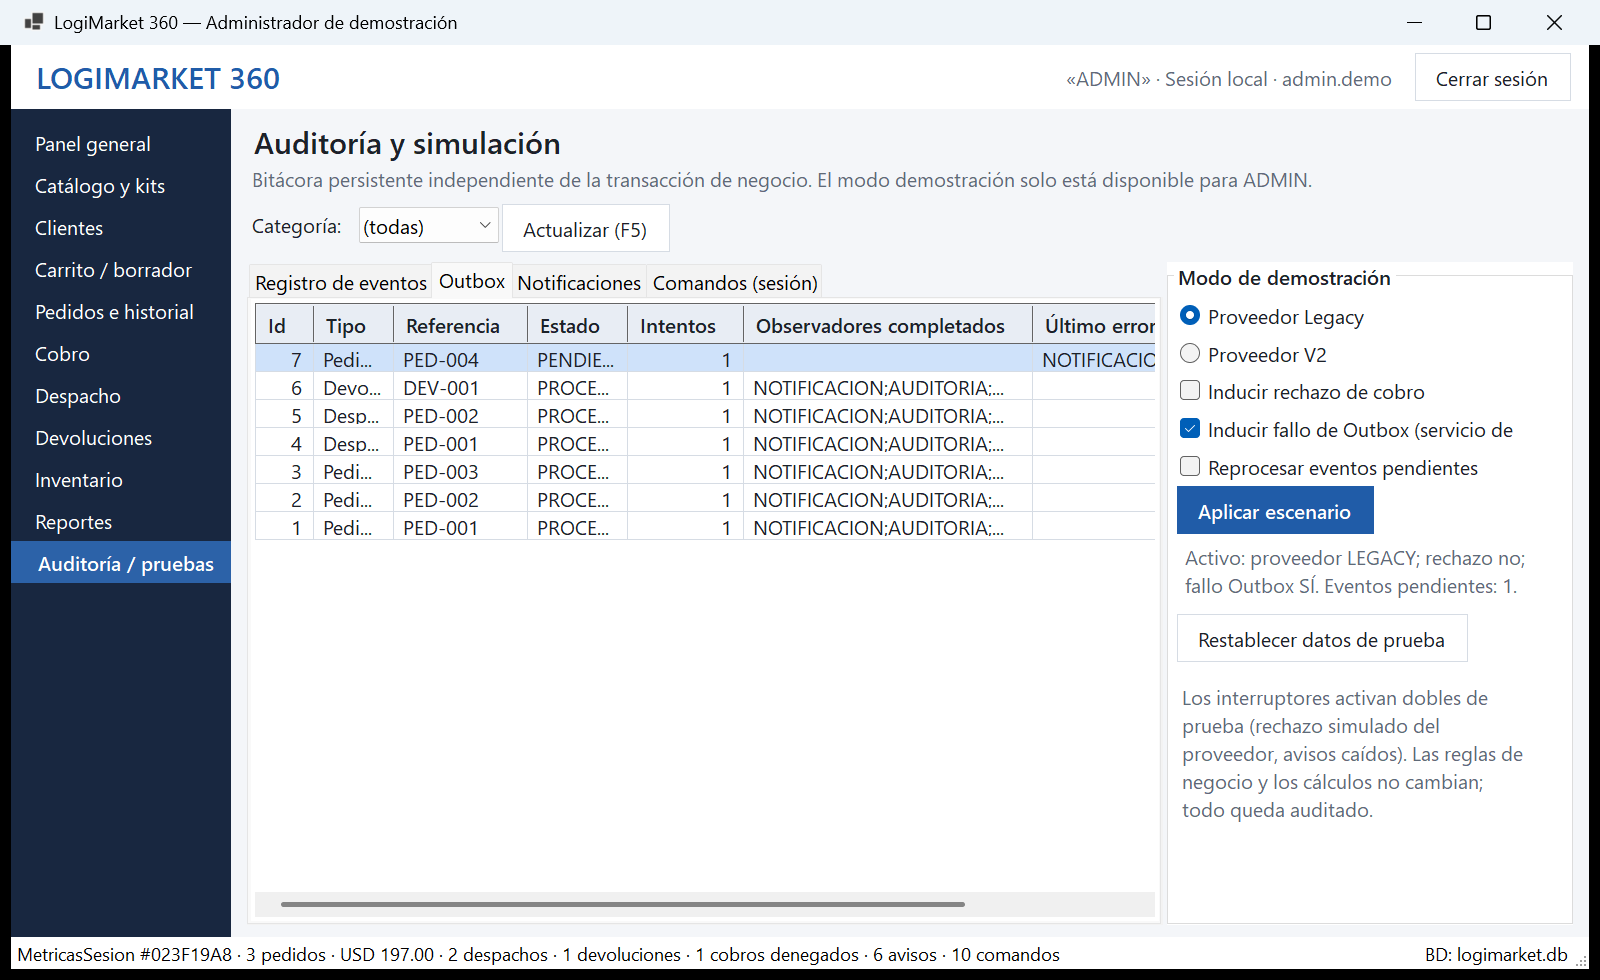 LogiMarket 360 — Administrador de demostración
LOGIMARKET 360
«ADMIN» · Sesión local · admin.demo
Cerrar sesión
Panel general
Catálogo y kits
Clientes
Carrito / borrador
Pedidos e historial
Cobro
Despacho
Devoluciones
Inventario
Reportes
Auditoría / pruebas
Auditoría y simulación
Bitácora persistente independiente de la transacción de negocio. El modo demostración solo está disponible para ADMIN.
Categoría: (todas) Actualizar (F5)
Registro de eventos Outbox Notificaciones Comandos (sesión)
Id Tipo Referencia Estado Intentos Observadores completados Último error
7 Pedi... PED-004 PENDIE... 1 NOTIFICACIO
6 Devo... DEV-001 PROCE... 1 NOTIFICACION;AUDITORIA;...
5 Desp... PED-002 PROCE... 1 NOTIFICACION;AUDITORIA;...
4 Desp... PED-001 PROCE... 1 NOTIFICACION;AUDITORIA;...
3 Pedi... PED-003 PROCE... 1 NOTIFICACION;AUDITORIA;...
2 Pedi... PED-002 PROCE... 1 NOTIFICACION;AUDITORIA;...
1 Pedi... PED-001 PROCE... 1 NOTIFICACION;AUDITORIA;...
Modo de demostración
Proveedor Legacy
Proveedor V2
Inducir rechazo de cobro
Inducir fallo de Outbox (servicio de
Reprocesar eventos pendientes
Aplicar escenario
Activo: proveedor LEGACY; rechazo no;
fallo Outbox SÍ. Eventos pendientes: 1.
Restablecer datos de prueba
Los interruptores activan dobles de
prueba (rechazo simulado del
proveedor, avisos caídos). Las reglas de
negocio y los cálculos no cambian;
todo queda auditado.
MetricasSesion #023F19A8 · 3 pedidos · USD 197.00 · 2 despachos · 1 devoluciones · 1 cobros denegados · 6 avisos · 10 comandos
BD: logimarket.db